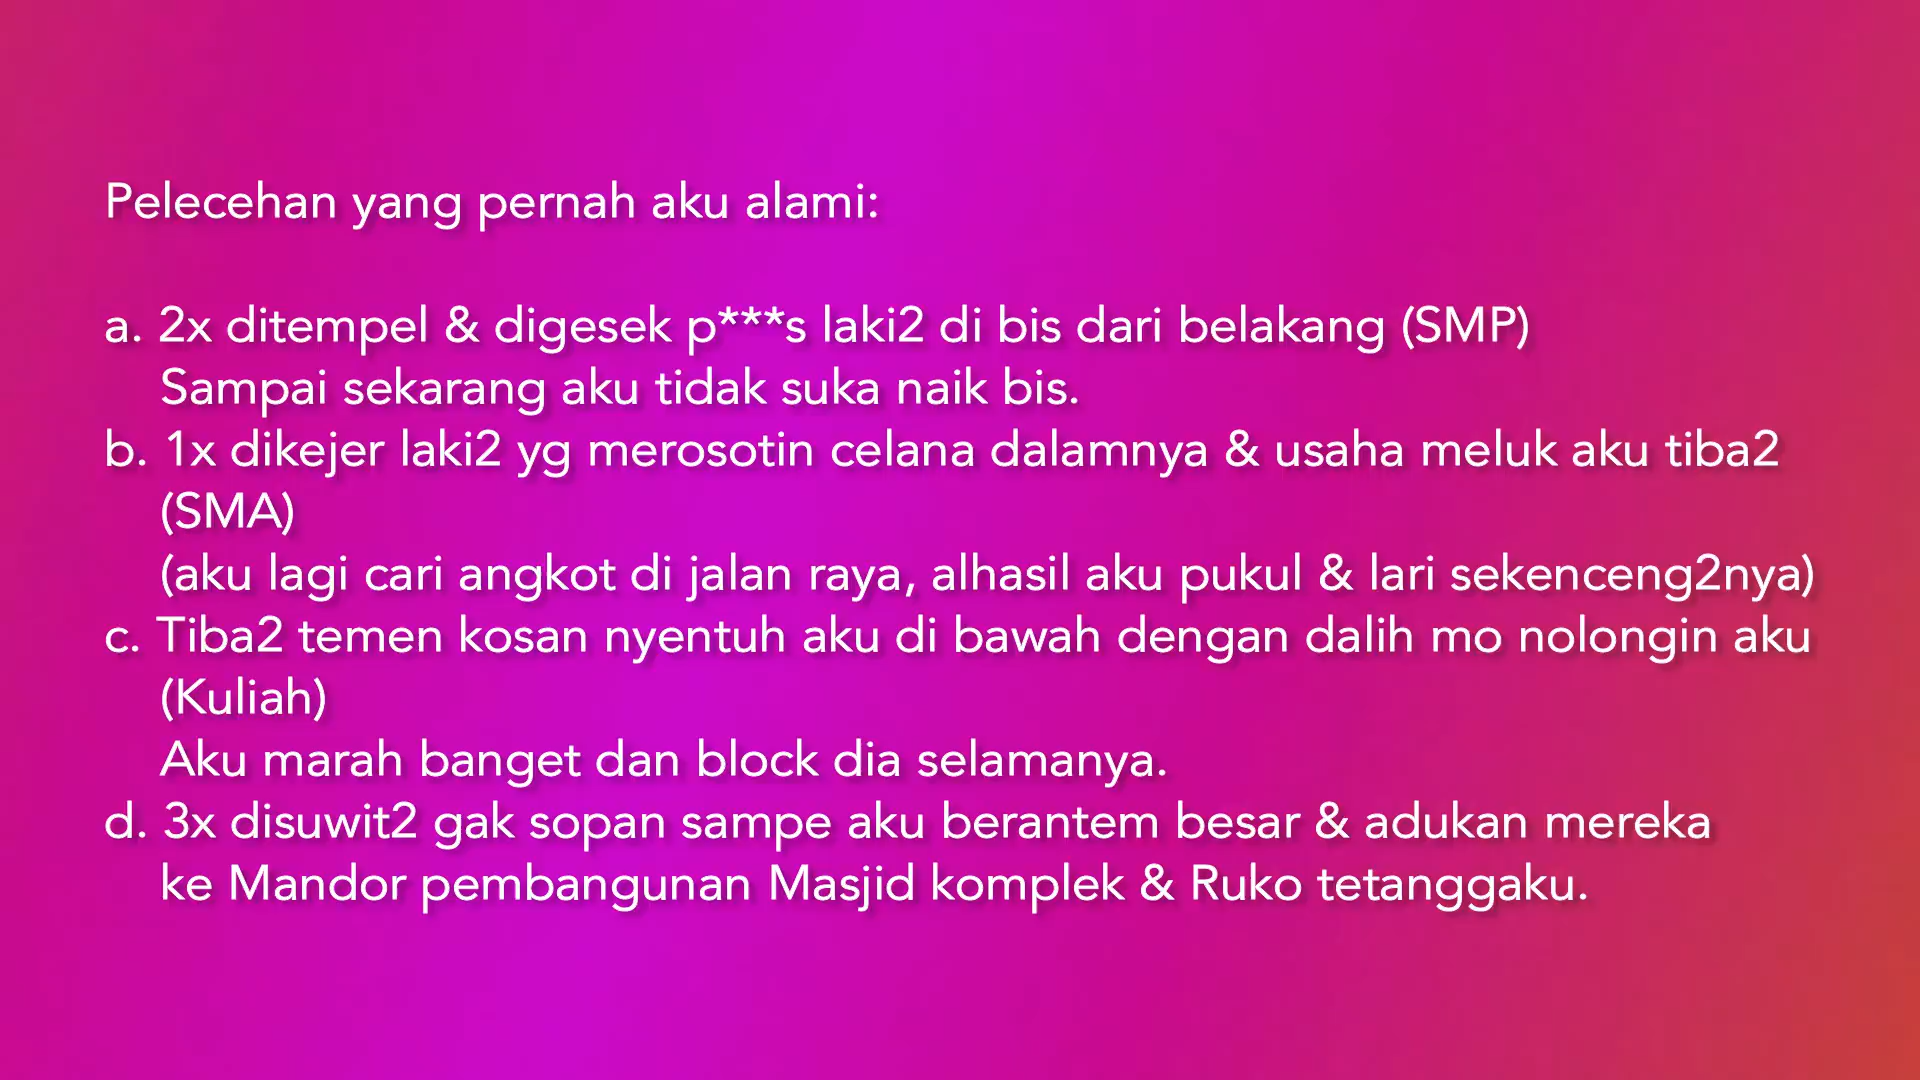 Pelecehan yang pernah aku alami:
a. 2x ditempel & digesek p***s laki2 di bis dari belakang (SMP)
Sampai sekarang aku tidak suka naik bis.
b. 1x dikejer laki2 yg merosotin celana dalamnya & usaha meluk aku tiba2
(SMA)
(aku lagi cari angkot di jalan raya, alhasil aku pukul & lari sekenceng2nya)
c. Tiba2 temen kosan nyentuh aku di bawah dengan dalih mo nolongin aku
(Kuliah)
Aku marah banget dan block dia selamanya.
d. 3x disuwit2 gak sopan sampe aku berantem besar & adukan mereka
ke Mandor pembangunan Masjid komplek & Ruko tetanggaku.